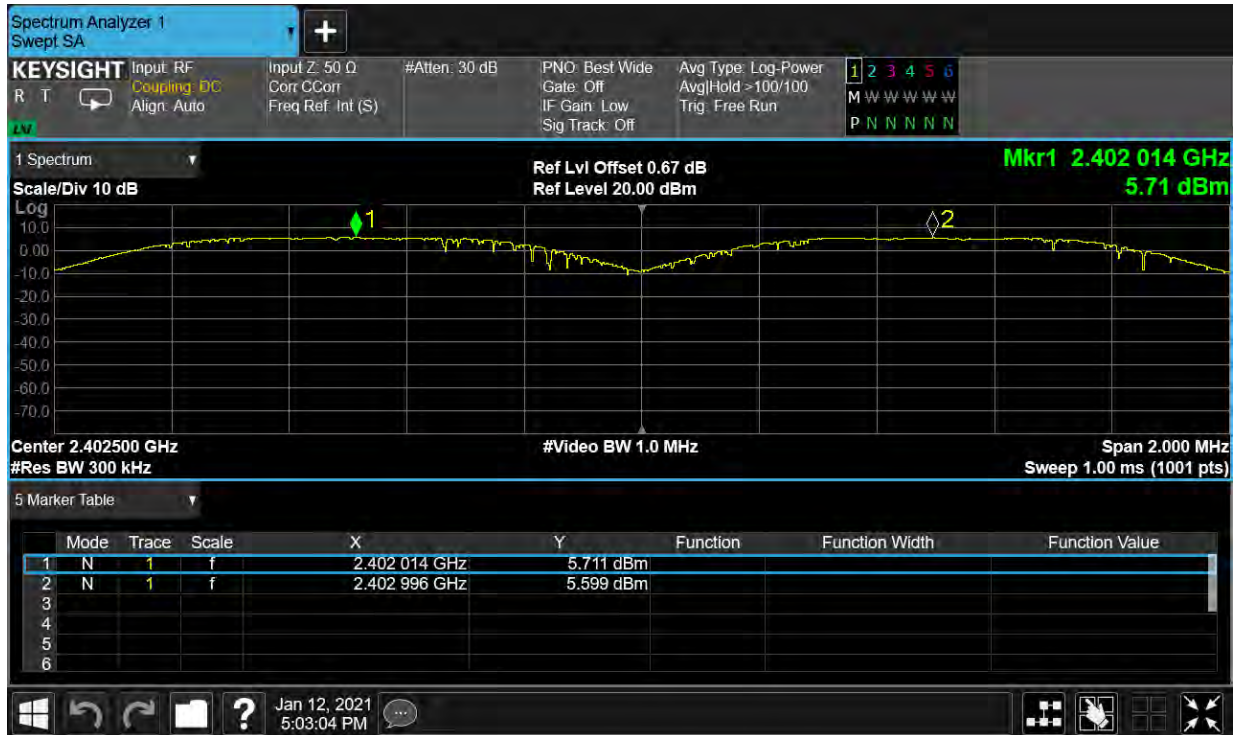 Spectrum Analyzer 1
Swept SA
+
KEYSIGHT Input: RF Input Z: 50 Ω #Atten: 30 dB PNO: Best Wide Avg Type: Log-Power 1 2 3 4 5 6
R T Coupling: DC Corr CCorr Gate: Off Avg|Hold >100/100 M W W W W W W
Align: Auto Freq Ref: Int (S) IF Gain: Low Trig: Free Run
LXI Sig Track: Off P N N N N N N
1 Spectrum Ref Lvl Offset 0.67 dB Mkr1 2.402 014 GHz
Scale/Div 10 dB Ref Level 20.00 dBm 5.71 dBm
Log
10.0 1 2
0.00
-10.0
-20.0
-30.0
-40.0
-50.0
-60.0
-70.0
Center 2.402500 GHz #Video BW 1.0 MHz Span 2.000 MHz
#Res BW 300 kHz Sweep 1.00 ms (1001 pts)
5 Marker Table
Mode Trace Scale X Y Function Function Width Function Value
1 N 1 f 2.402 014 GHz 5.711 dBm
2 N 1 f 2.402 996 GHz 5.599 dBm
3
4
5
6
? Jan 12, 2021
5:03:04 PM